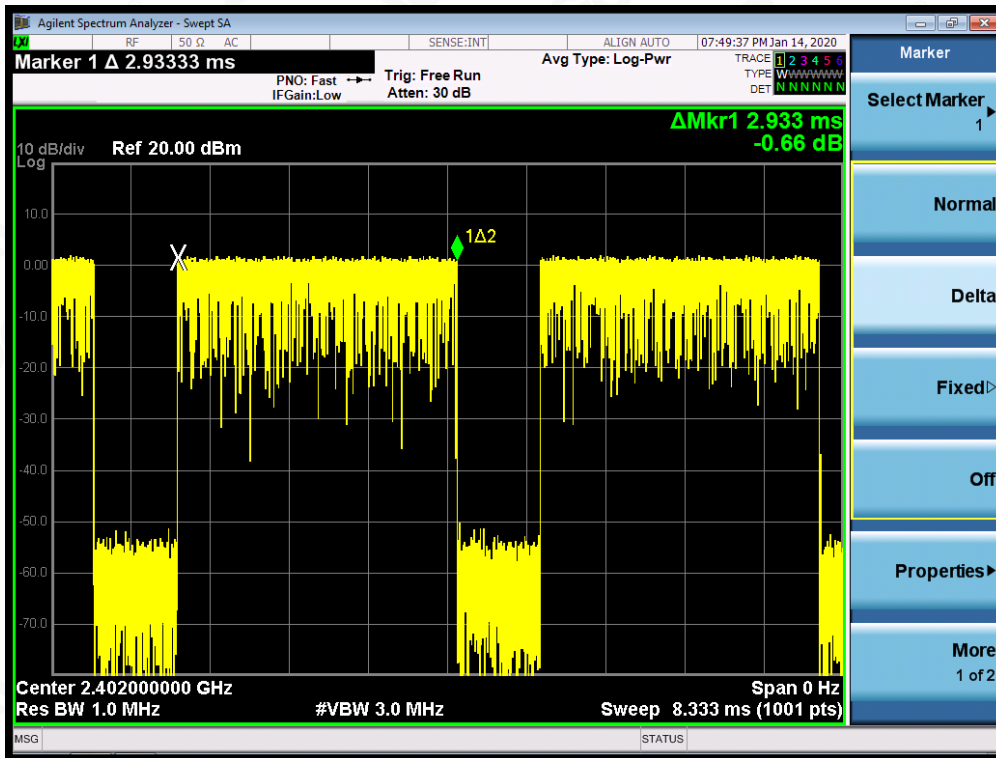 Agilent Spectrum Analyzer - Swept SA
LXI RF 50 Ω AC SENSE:INT ALIGN AUTO 07:49:37 PM Jan 14, 2020
Marker 1 Δ 2.93333 ms
PNO: Fast
IFGain:Low
Trig: Free Run
Atten: 30 dB
Avg Type: Log-Pwr
TRACE 1 2 3 4 5 6
TYPE WWWWWW
DET N N N N N N
ΔMkr1 2.933 ms
-0.66 dB
10 dB/div Ref 20.00 dBm
Log
10.0
1Δ2
0.00
-10.0
-20.0
-30.0
-40.0
-50.0
-60.0
-70.0
Center 2.402000000 GHz Span 0 Hz
Res BW 1.0 MHz #VBW 3.0 MHz Sweep 8.333 ms (1001 pts)
MSG STATUS
Marker
Select Marker
1
Normal
Delta
Fixed
Off
Properties
More
1 of 2